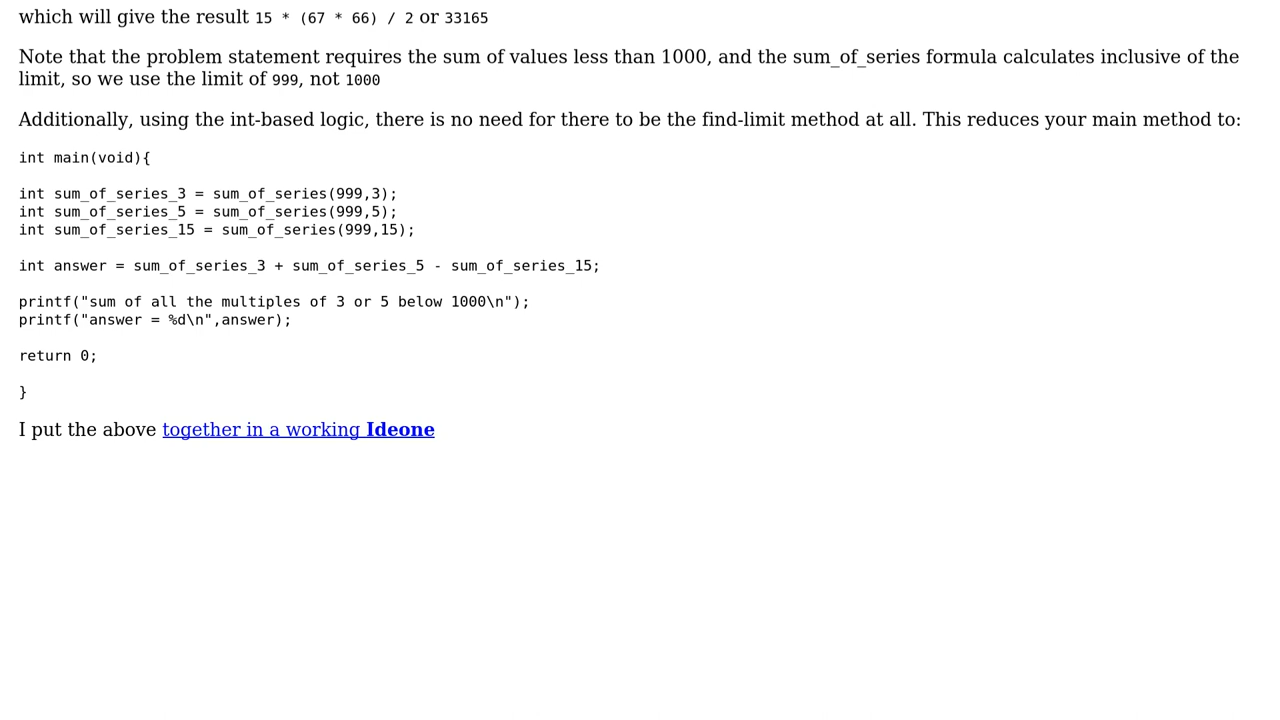 which will give the result 15 * (67 * 66) / 2 or 33165
Note that the problem statement requires the sum of values less than 1000, and the sum_of_series formula calculates inclusive of the
limit, so we use the limit of 999, not 1000
Additionally, using the int-based logic, there is no need for there to be the find-limit method at all. This reduces your main method to:
int main(void){
int sum_of_series_3 = sum_of_series(999,3);
int sum_of_series_5 = sum_of_series(999,5);
int sum_of_series_15 = sum_of_series(999,15);
int answer = sum_of_series_3 + sum_of_series_5 - sum_of_series_15;
printf("sum of all the multiples of 3 or 5 below 1000\n");
printf("answer = %d\n",answer);
return 0;
}
I put the above together in a working Ideone